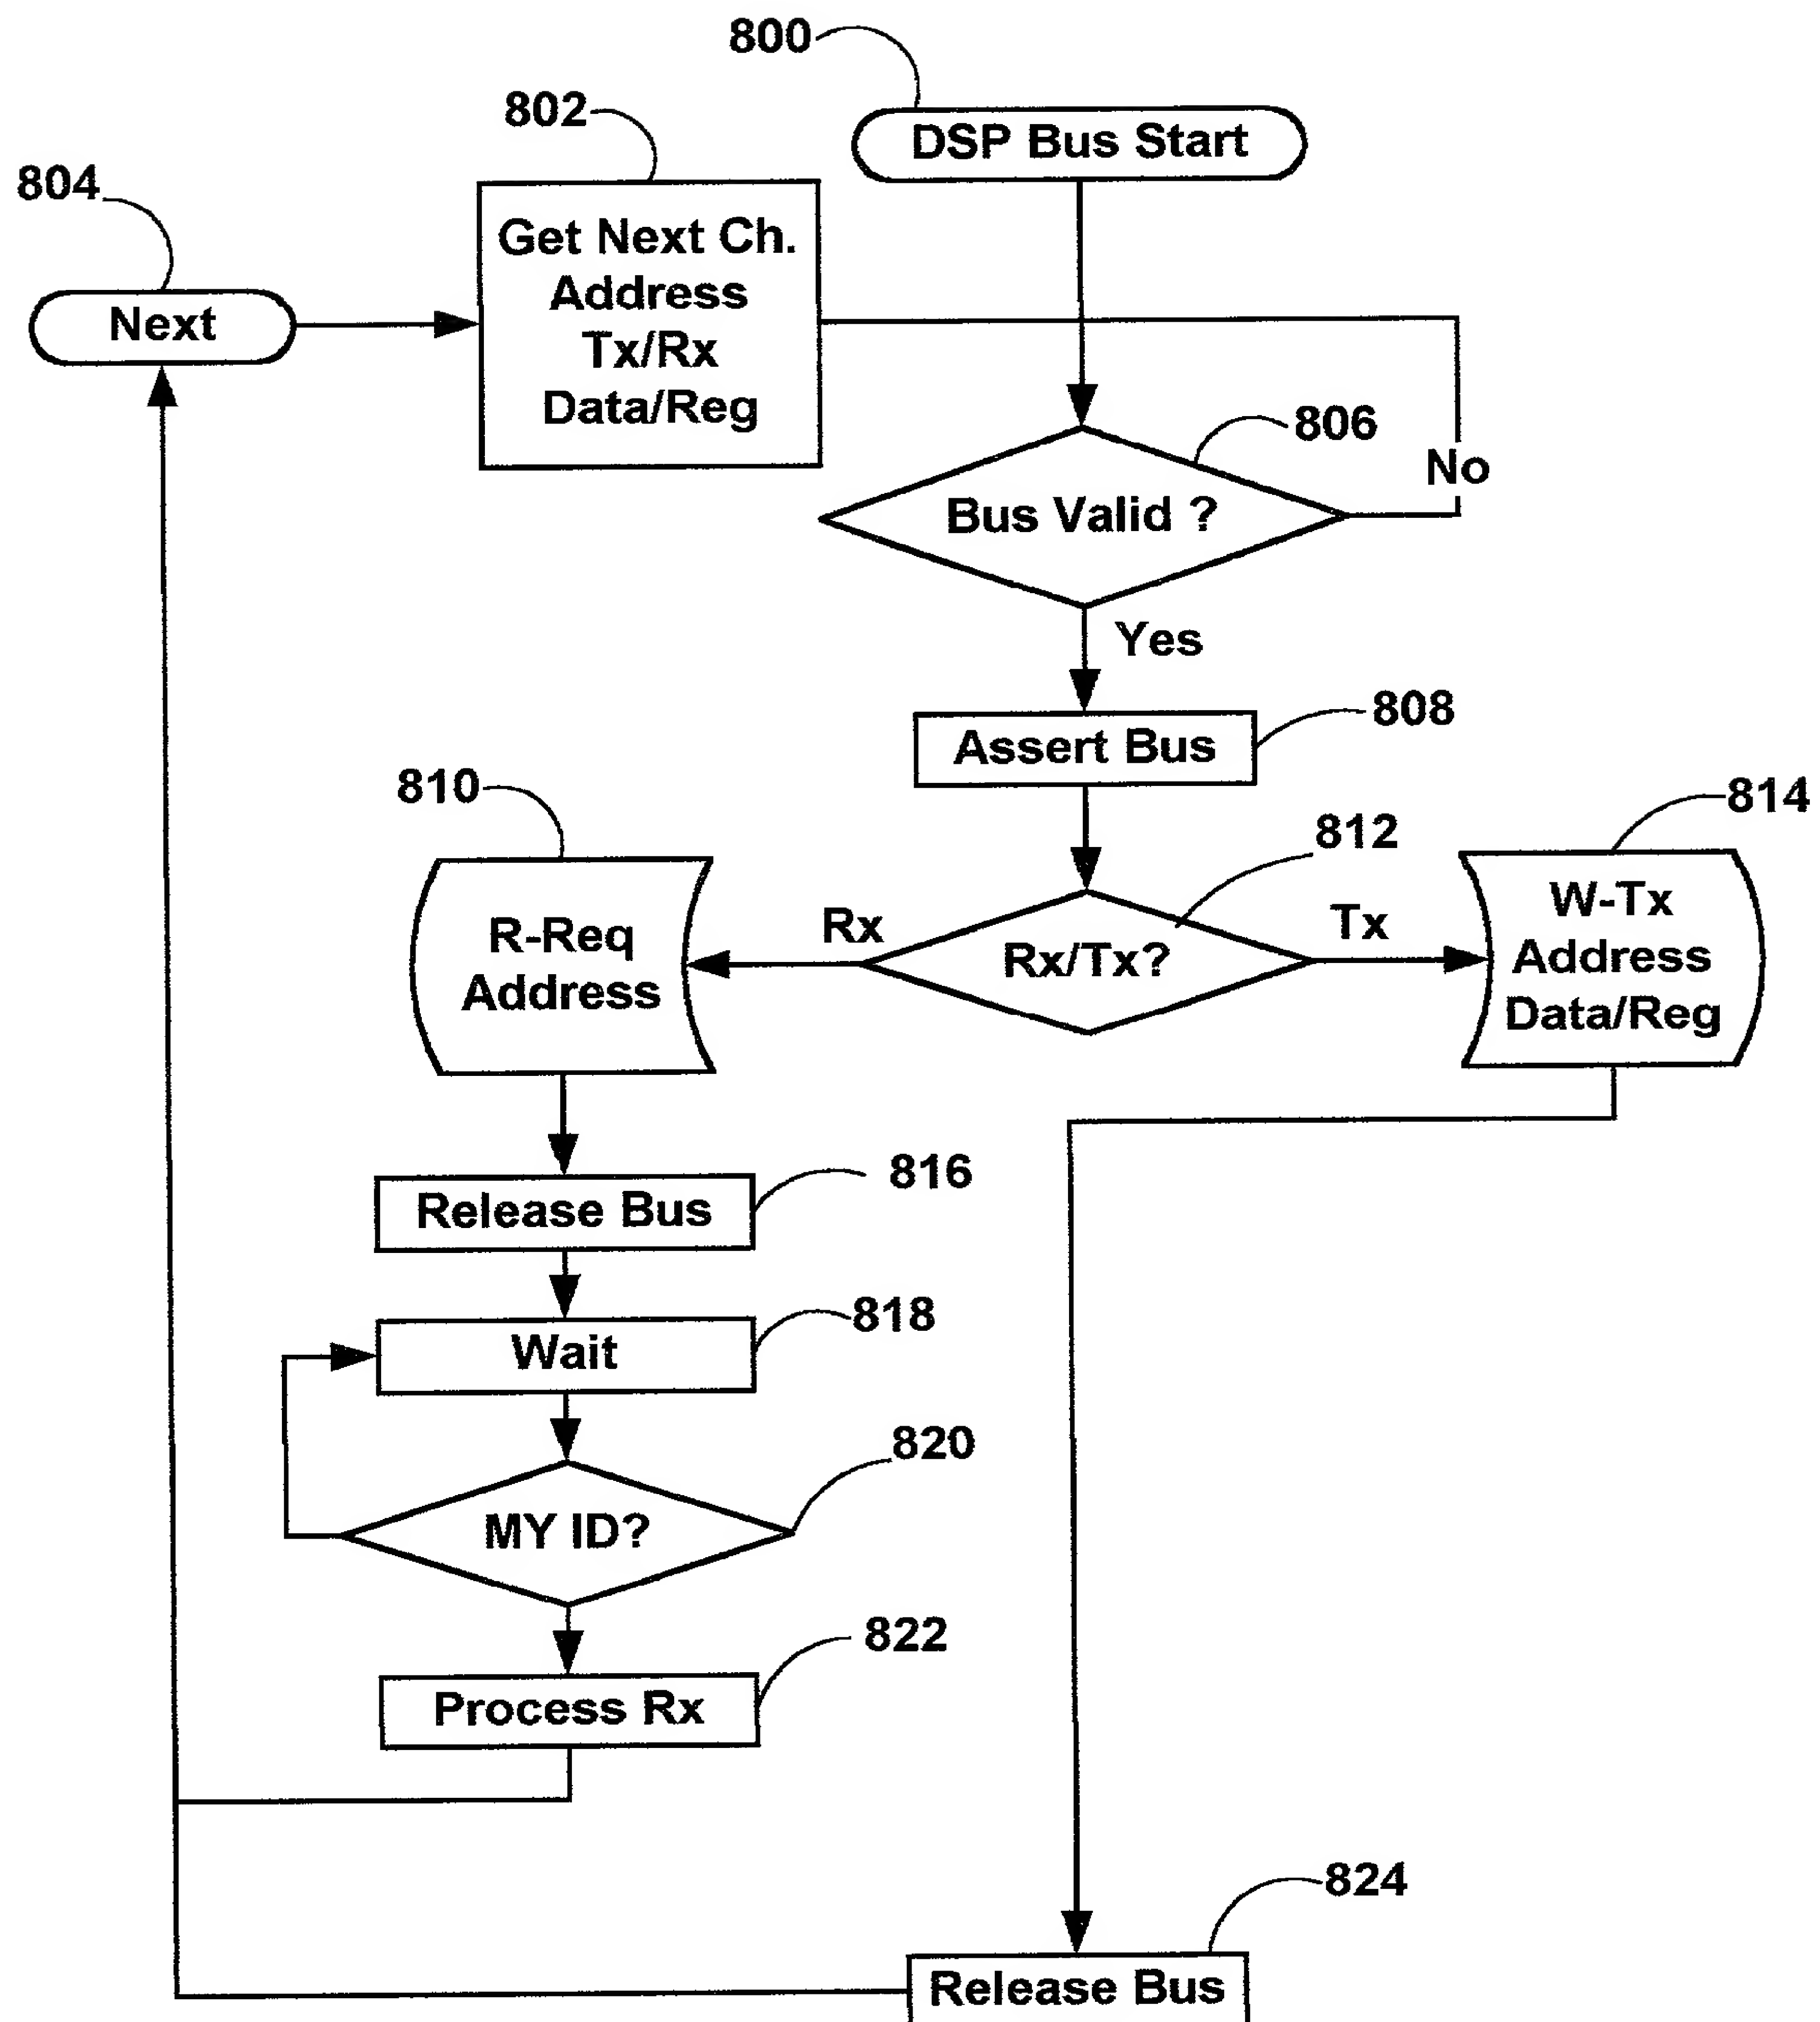 800
DSP Bus Start
802
804
Get Next Ch.
Address
Tx/Rx
Data/Reg
Next
806
No
Bus Valid ?
Yes
808
Assert Bus
810
812
814
R-Req
Address
Rx
Rx/Tx?
Tx
W-Tx
Address
Data/Reg
816
Release Bus
818
Wait
820
MY ID?
822
Process Rx
824
Release Bus